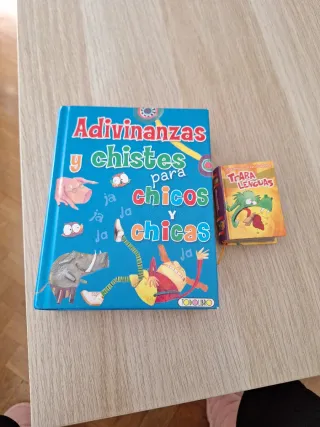 Adivinanzas
y chistes
para
chicos
y
chicas
ja
ja
ja
ja
ja
TRABA
LENGUAS